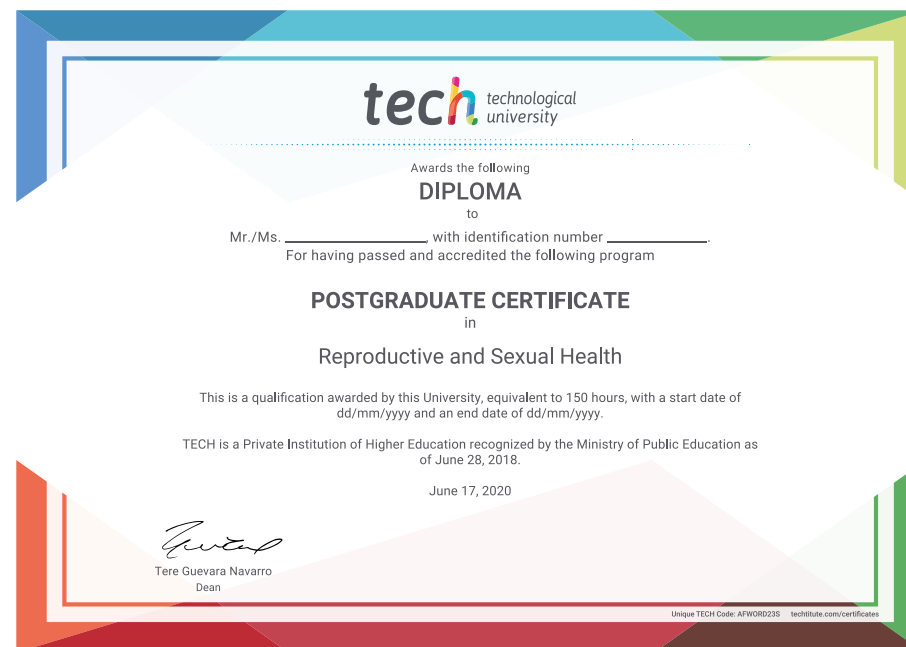 tech technological
university
Awards the following
DIPLOMA
to
Mr./Ms. ____________________, with identification number ______________.
For having passed and accredited the following program
POSTGRADUATE CERTIFICATE
in
Reproductive and Sexual Health
This is a qualification awarded by this University, equivalent to 150 hours, with a start date of
dd/mm/yyyy and an end date of dd/mm/yyyy.
TECH is a Private Institution of Higher Education recognized by the Ministry of Public Education as
of June 28, 2018.
June 17, 2020
Tere Guevara Navarro
Dean
Unique TECH Code: AFWORD23S techtitute.com/certificates